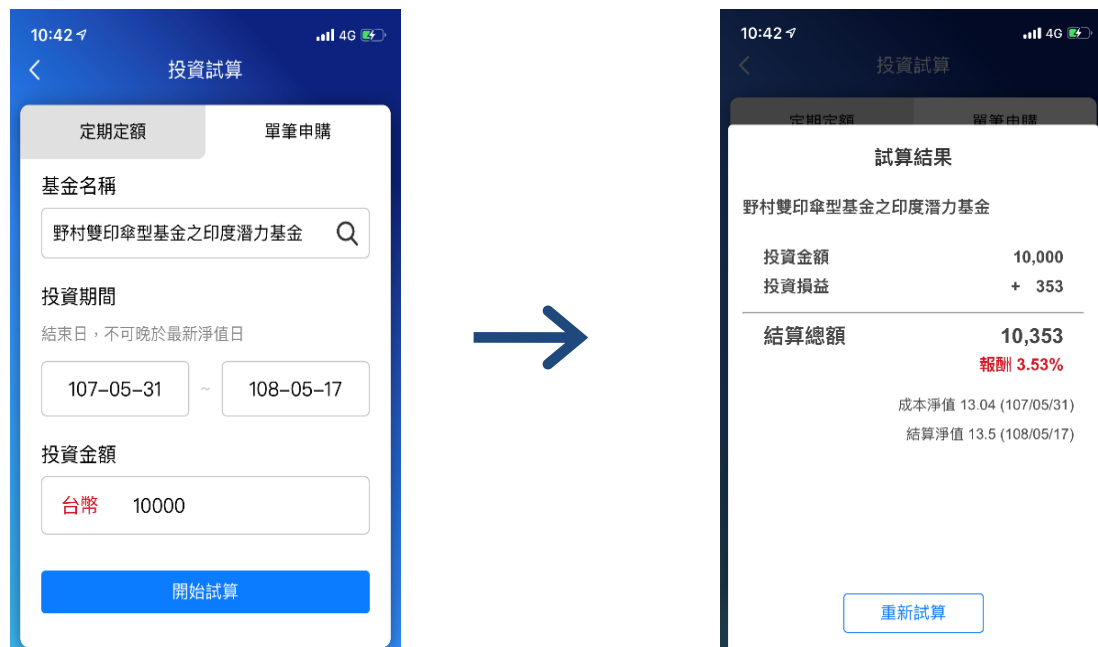 10:42
4G
投資試算
定期定額 單筆申購
基金名稱
野村雙印傘型基金之印度潛力基金
投資期間
結束日，不可晚於最新淨值日
107-05-31 ~ 108-05-17
投資金額
台幣 10000
開始試算
10:42
4G
投資試算
定期定額 單筆申購
試算結果
野村雙印傘型基金之印度潛力基金
投資金額 10,000
投資損益 + 353
結算總額 10,353
報酬 3.53%
成本淨值 13.04 (107/05/31)
結算淨值 13.5 (108/05/17)
重新試算